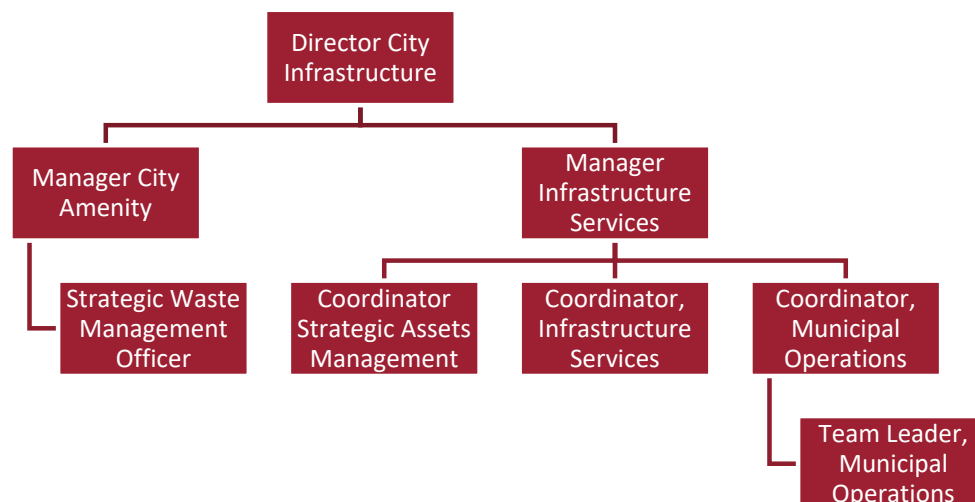 Director City
Infrastructure
Manager City
Amenity
Manager
Infrastructure
Services
Strategic Waste
Management
Officer
Coordinator
Strategic Assets
Management
Coordinator,
Infrastructure
Services
Coordinator,
Municipal
Operations
Team Leader,
Municipal
Operations